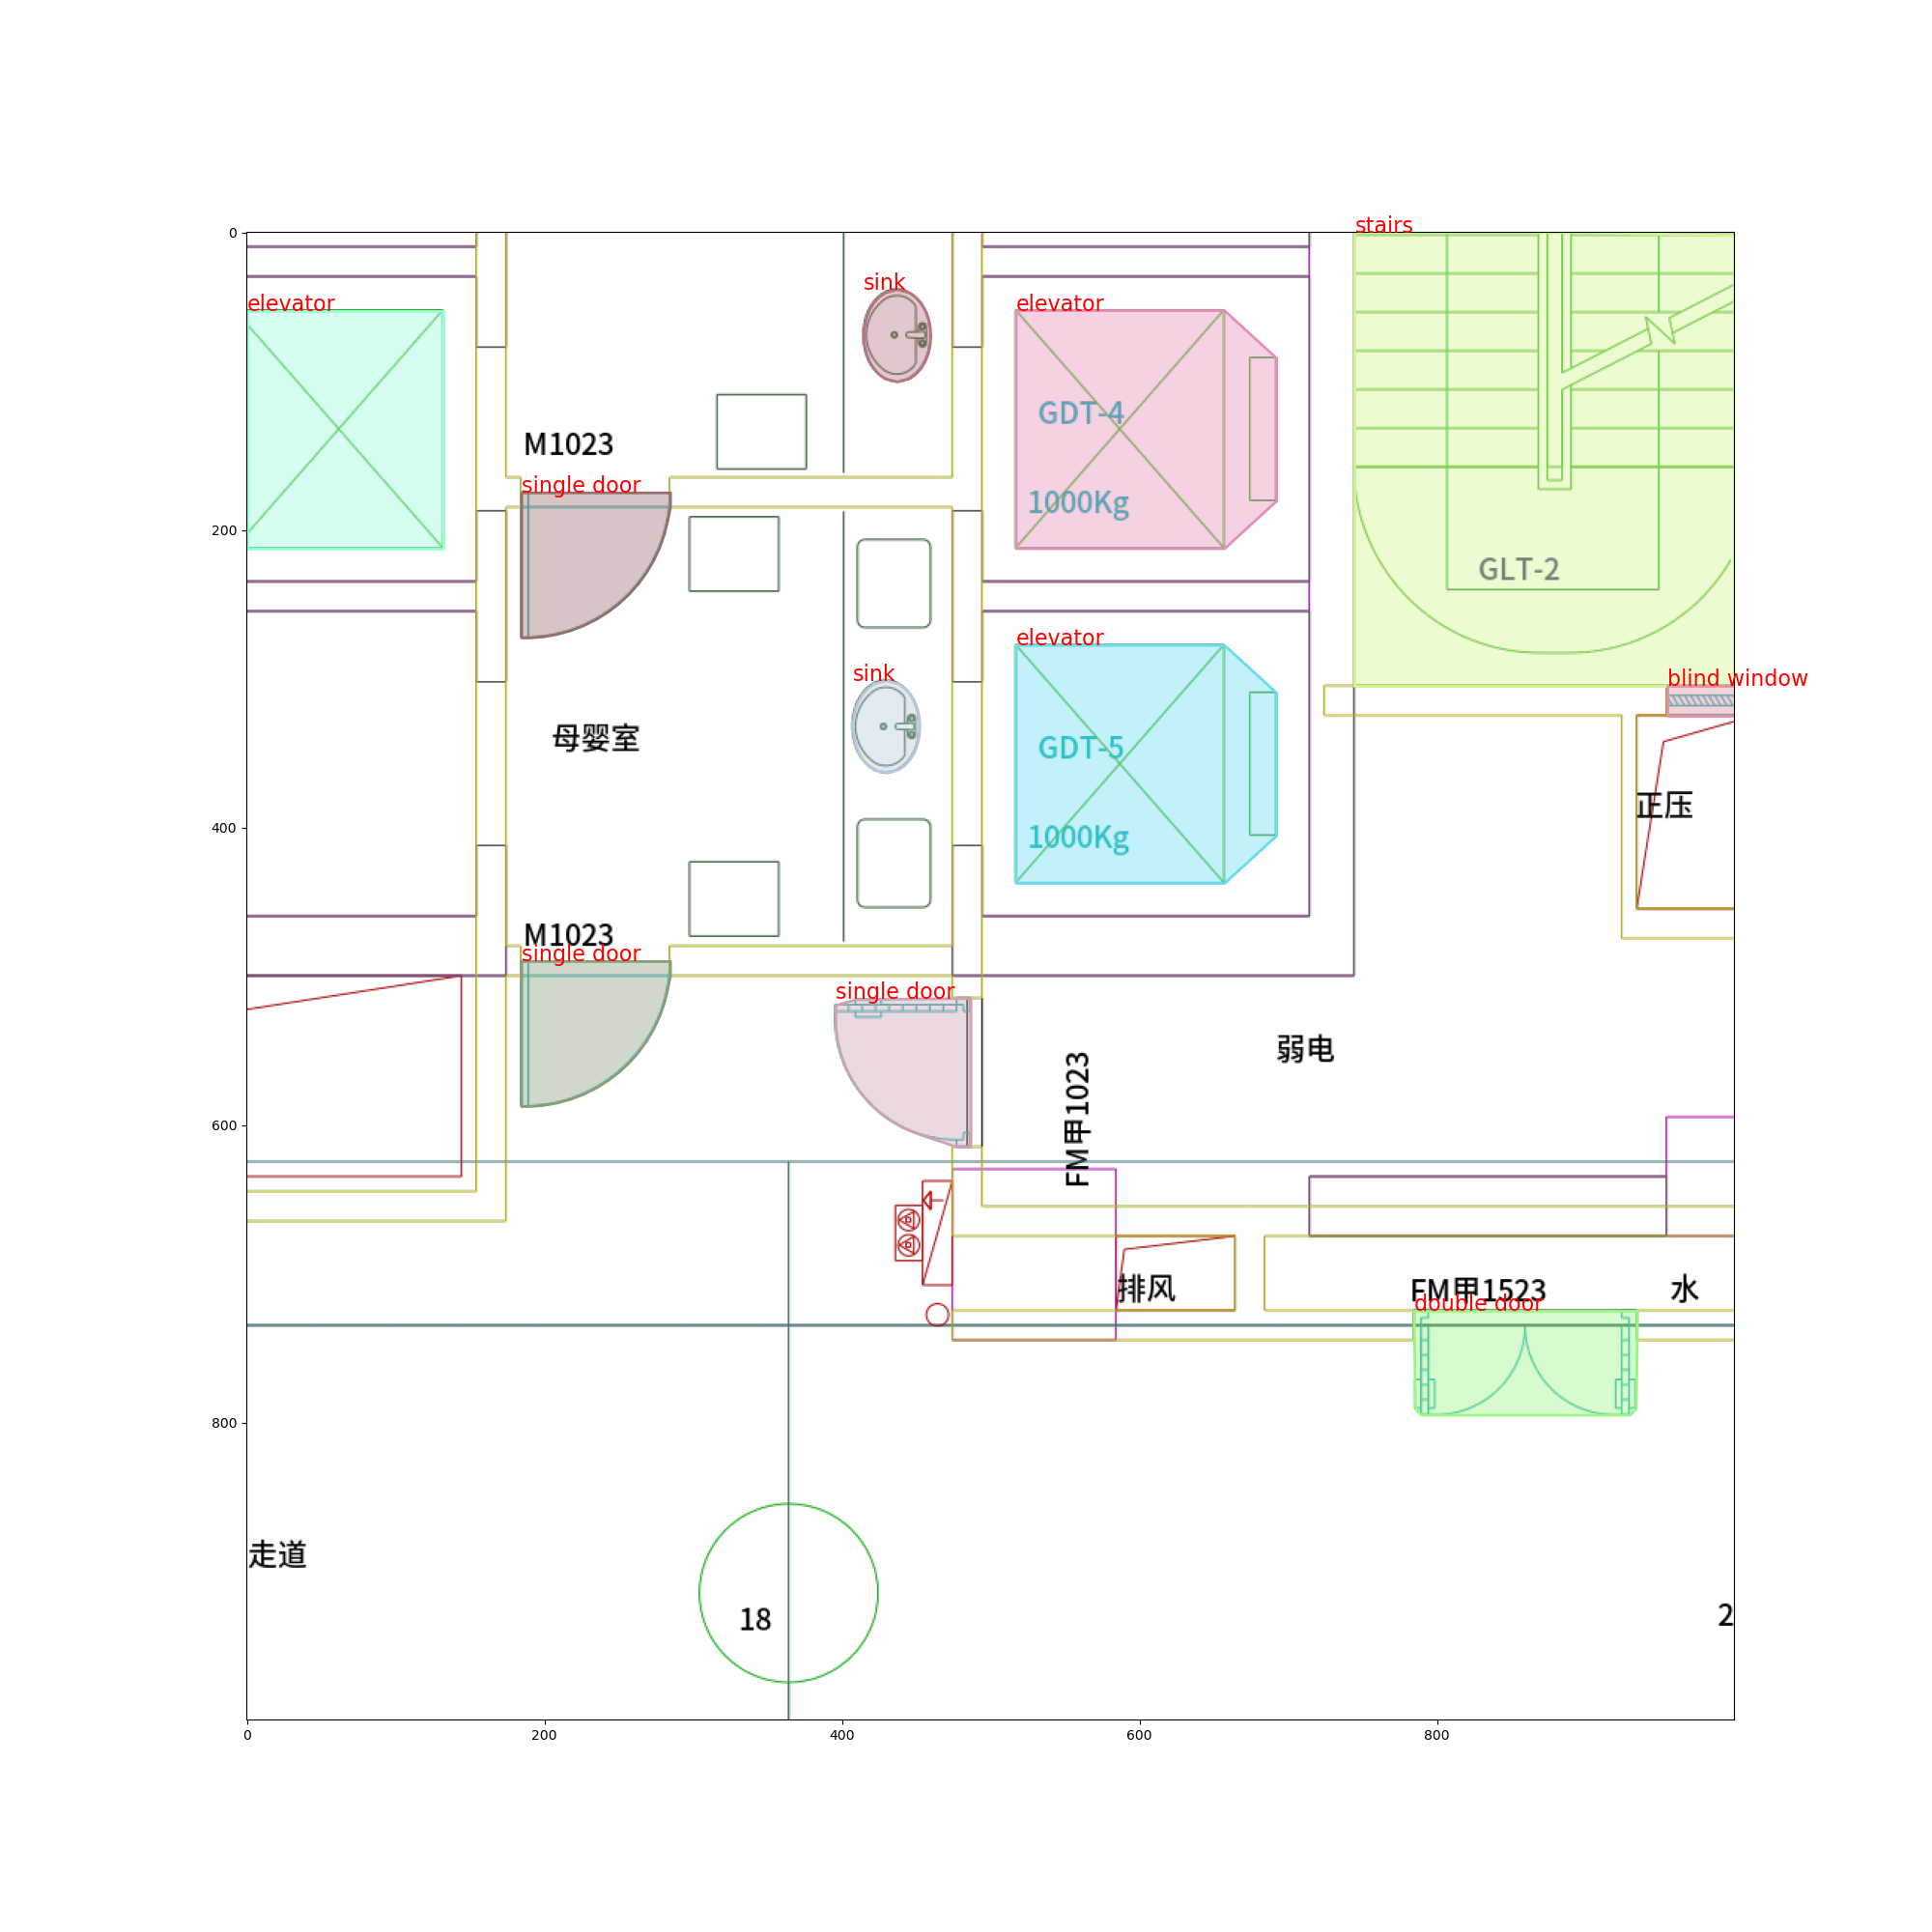 stairs
0
sink
elevator
elevator
GDT-4
M1023
single door
1000Kg
200
GLT-2
elevator
sink
blind window
母婴室
GDT-5
正压
400
1000Kg
M1023
single door
single door
弱电
FM甲1023
600
排风
FM甲1523
水
double door
800
走道
18
2
0
200
400
600
800